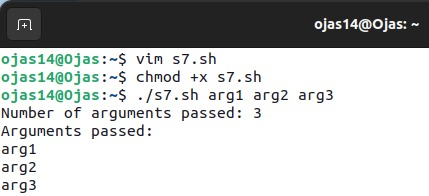 ojas14@Ojas: ~
ojas14@Ojas:~$ vim s7.sh
ojas14@Ojas:~$ chmod +x s7.sh
ojas14@Ojas:~$ ./s7.sh arg1 arg2 arg3
Number of arguments passed: 3
Arguments passed:
arg1
arg2
arg3